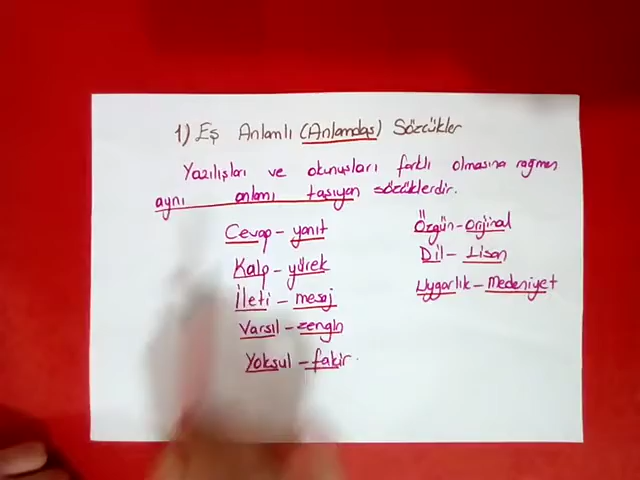 1) Eş Anlamlı (Anlamdaş) Sözcükler
Yazılışları ve okunuşları farklı olmasına rağmen
aynı anlamı taşıyan sözcüklerdir.
Cevap - yanıt
Kalp - yürek
İleti - mesaj
Varsıl - zengin
Yoksul - fakir.
Özgün - orijinal
Dil - Lisan
Uygarlık - Medeniyet